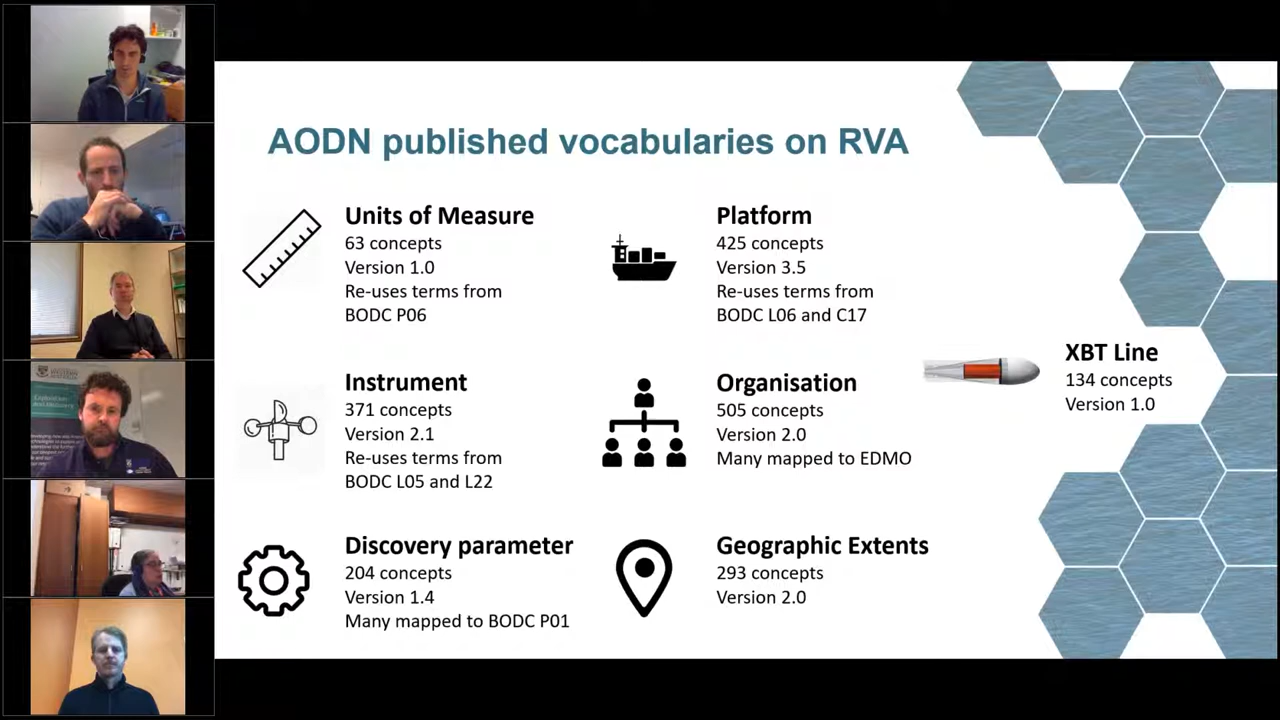 AODN published vocabularies on RVA
Units of Measure
63 concepts
Version 1.0
Re-uses terms from
BODC P06
Platform
425 concepts
Version 3.5
Re-uses terms from
BODC L06 and C17
XBT Line
134 concepts
Version 1.0
Instrument
371 concepts
Version 2.1
Re-uses terms from
BODC L05 and L22
Organisation
505 concepts
Version 2.0
Many mapped to EDMO
Discovery parameter
204 concepts
Version 1.4
Many mapped to BODC P01
Geographic Extents
293 concepts
Version 2.0